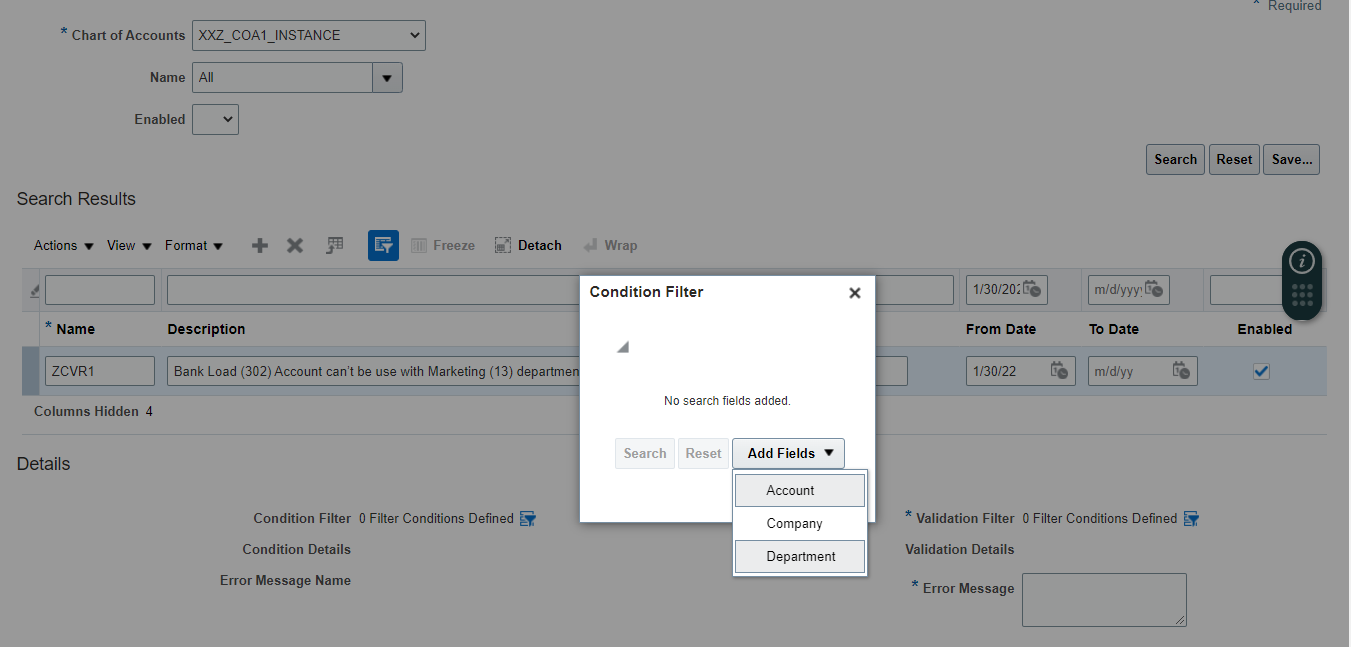 * Required
* Chart of Accounts XXZ_COA1_INSTANCE
Name All
Enabled
Search Reset Save...
Search Results
Actions View Format Freeze Detach Wrap
1/30/202 m/d/yyyy
* Name Description From Date To Date Enabled
ZCVR1 Bank Load (302) Account can't be use with Marketing (13) departmen 1/30/22 m/d/yy
Columns Hidden 4
Condition Filter
No search fields added.
Search Reset Add Fields
Account
Company
Department
Details
Condition Filter 0 Filter Conditions Defined
Condition Details
Error Message Name
* Validation Filter 0 Filter Conditions Defined
Validation Details
* Error Message